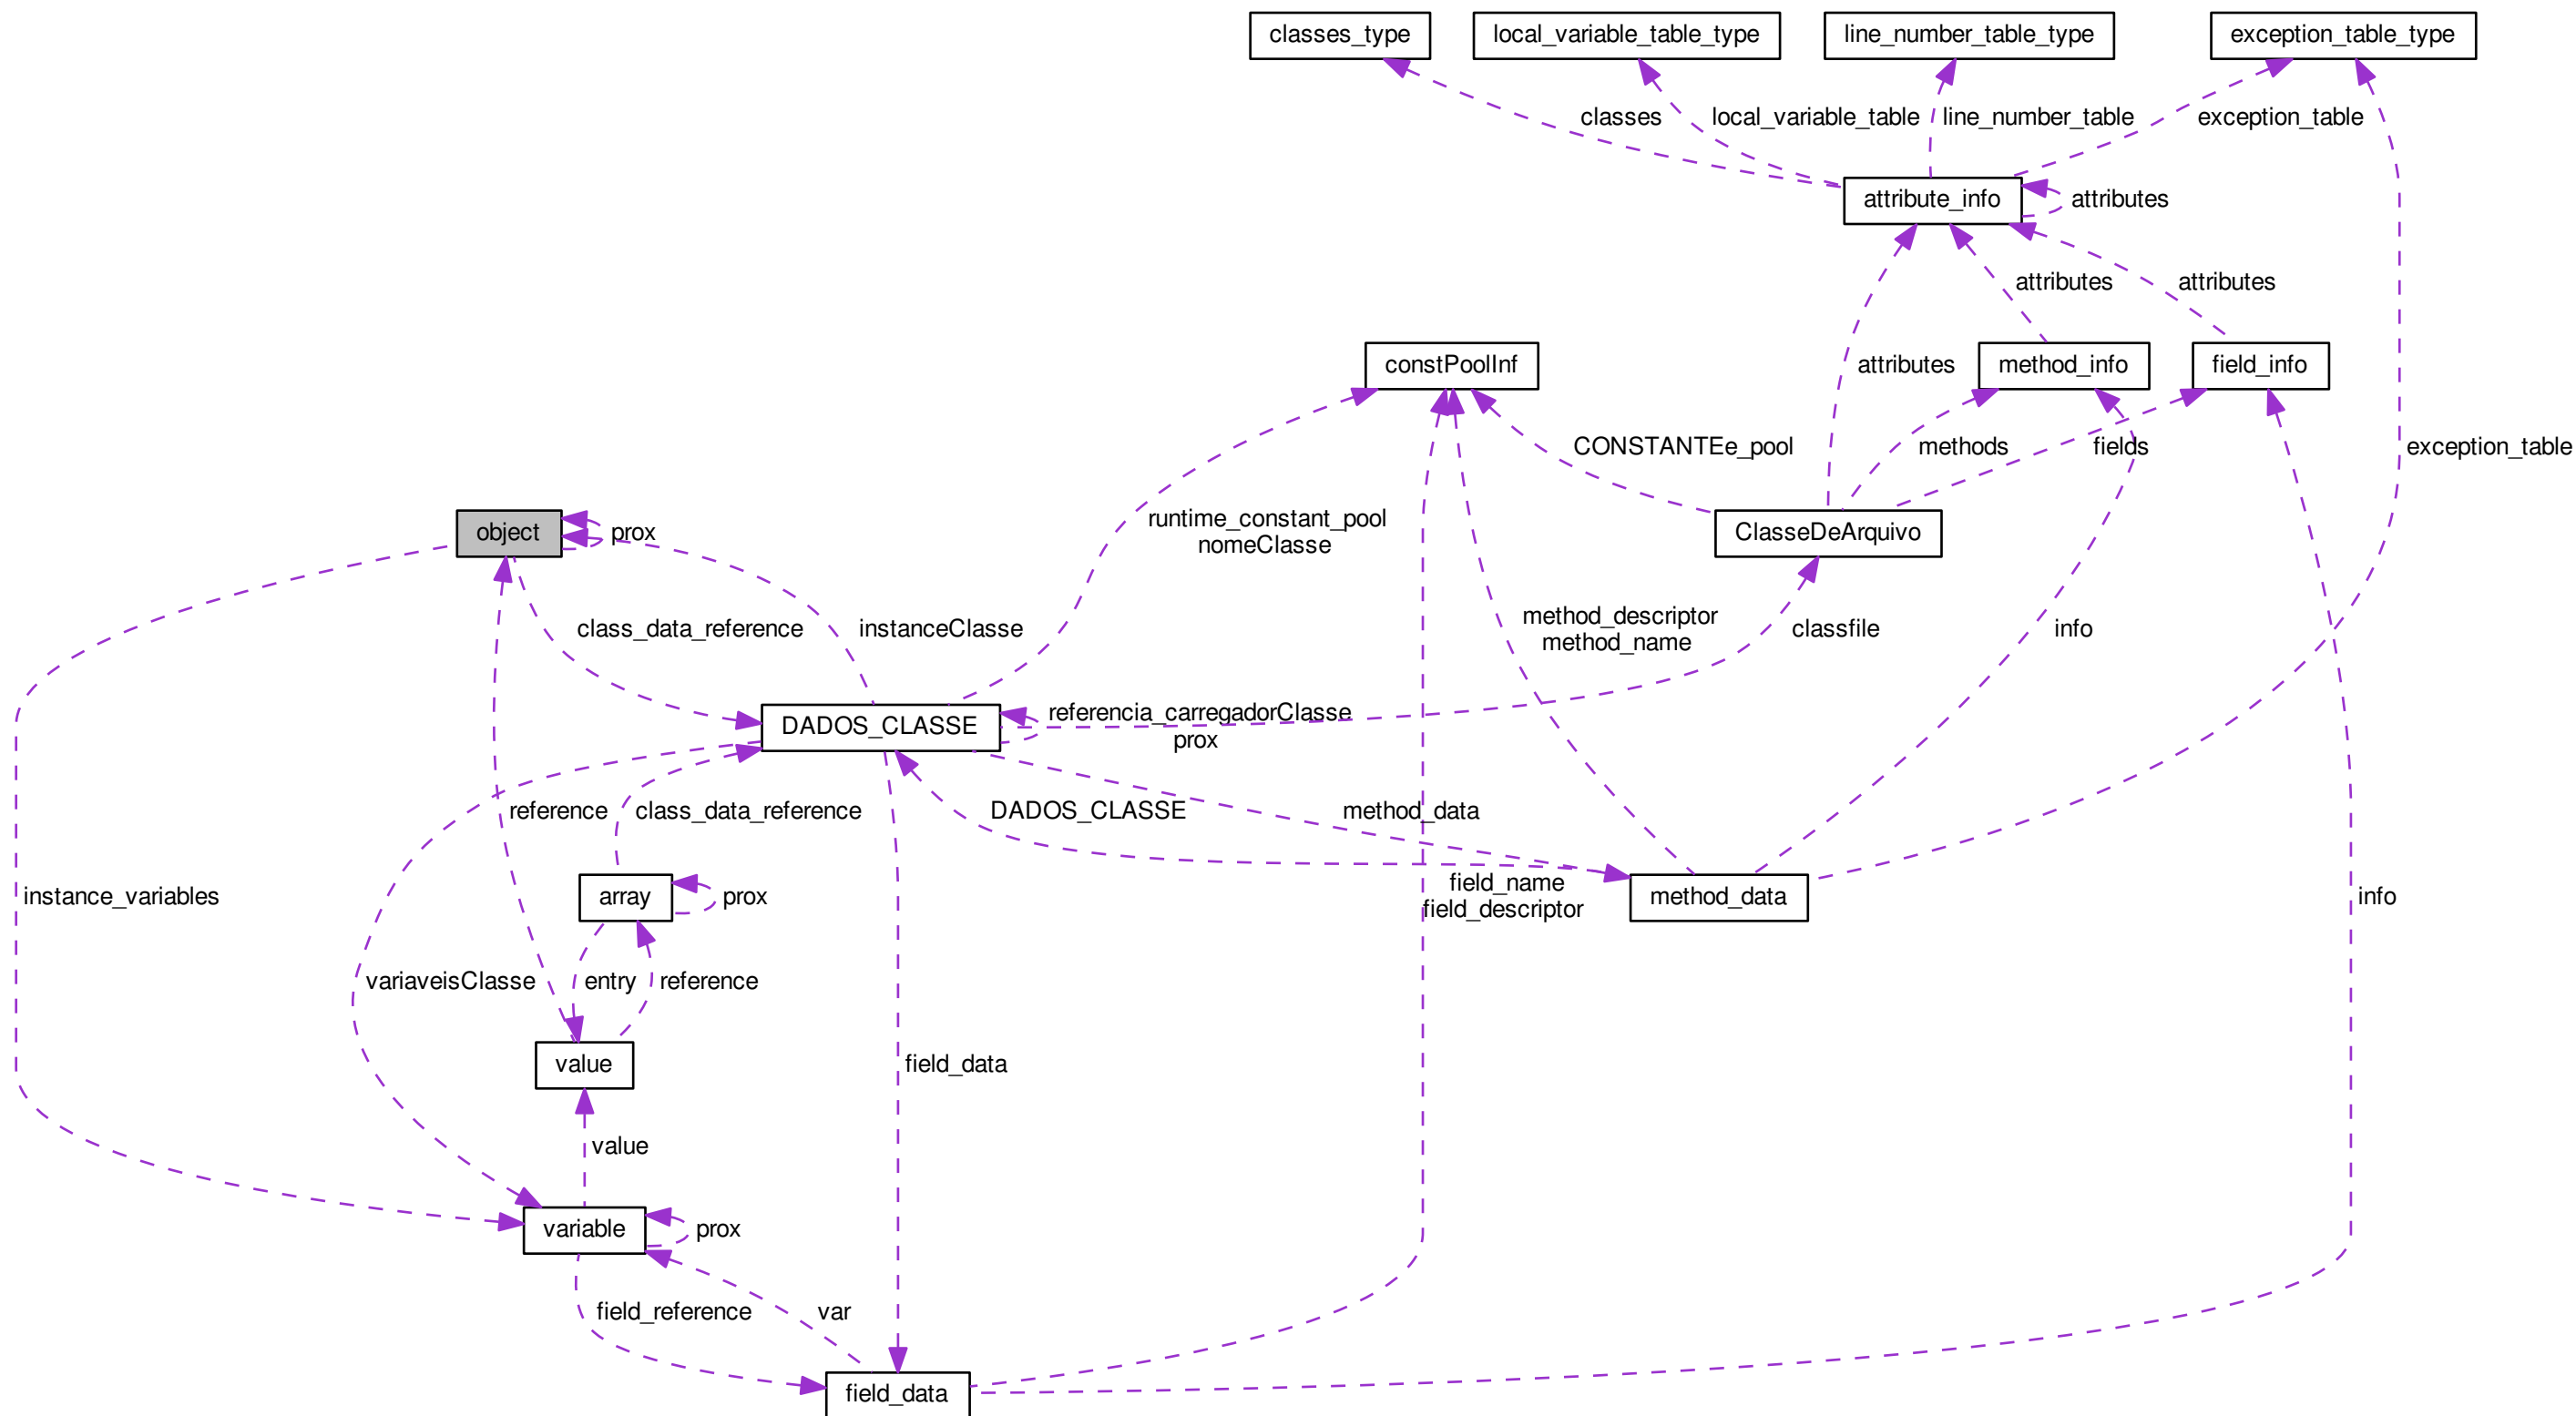 classes_type
local_variable_table_type
line_number_table_type
exception_table_type
classes
local_variable_table
line_number_table
exception_table
attribute_info
attributes
attributes
attributes
constPoolInf
attributes
method_info
field_info
CONSTANTEe_pool
methods
fields
exception_table
object
prox
runtime_constant_pool
nomeClasse
ClasseDeArquivo
class_data_reference
instanceClasse
method_descriptor
method_name
classfile
info
DADOS_CLASSE
referencia_carregadorClasse
prox
reference
class_data_reference
DADOS_CLASSE
method_data
instance_variables
array
prox
field_name
field_descriptor
method_data
info
variaveisClasse
entry
reference
value
field_data
value
variable
prox
field_reference
var
field_data